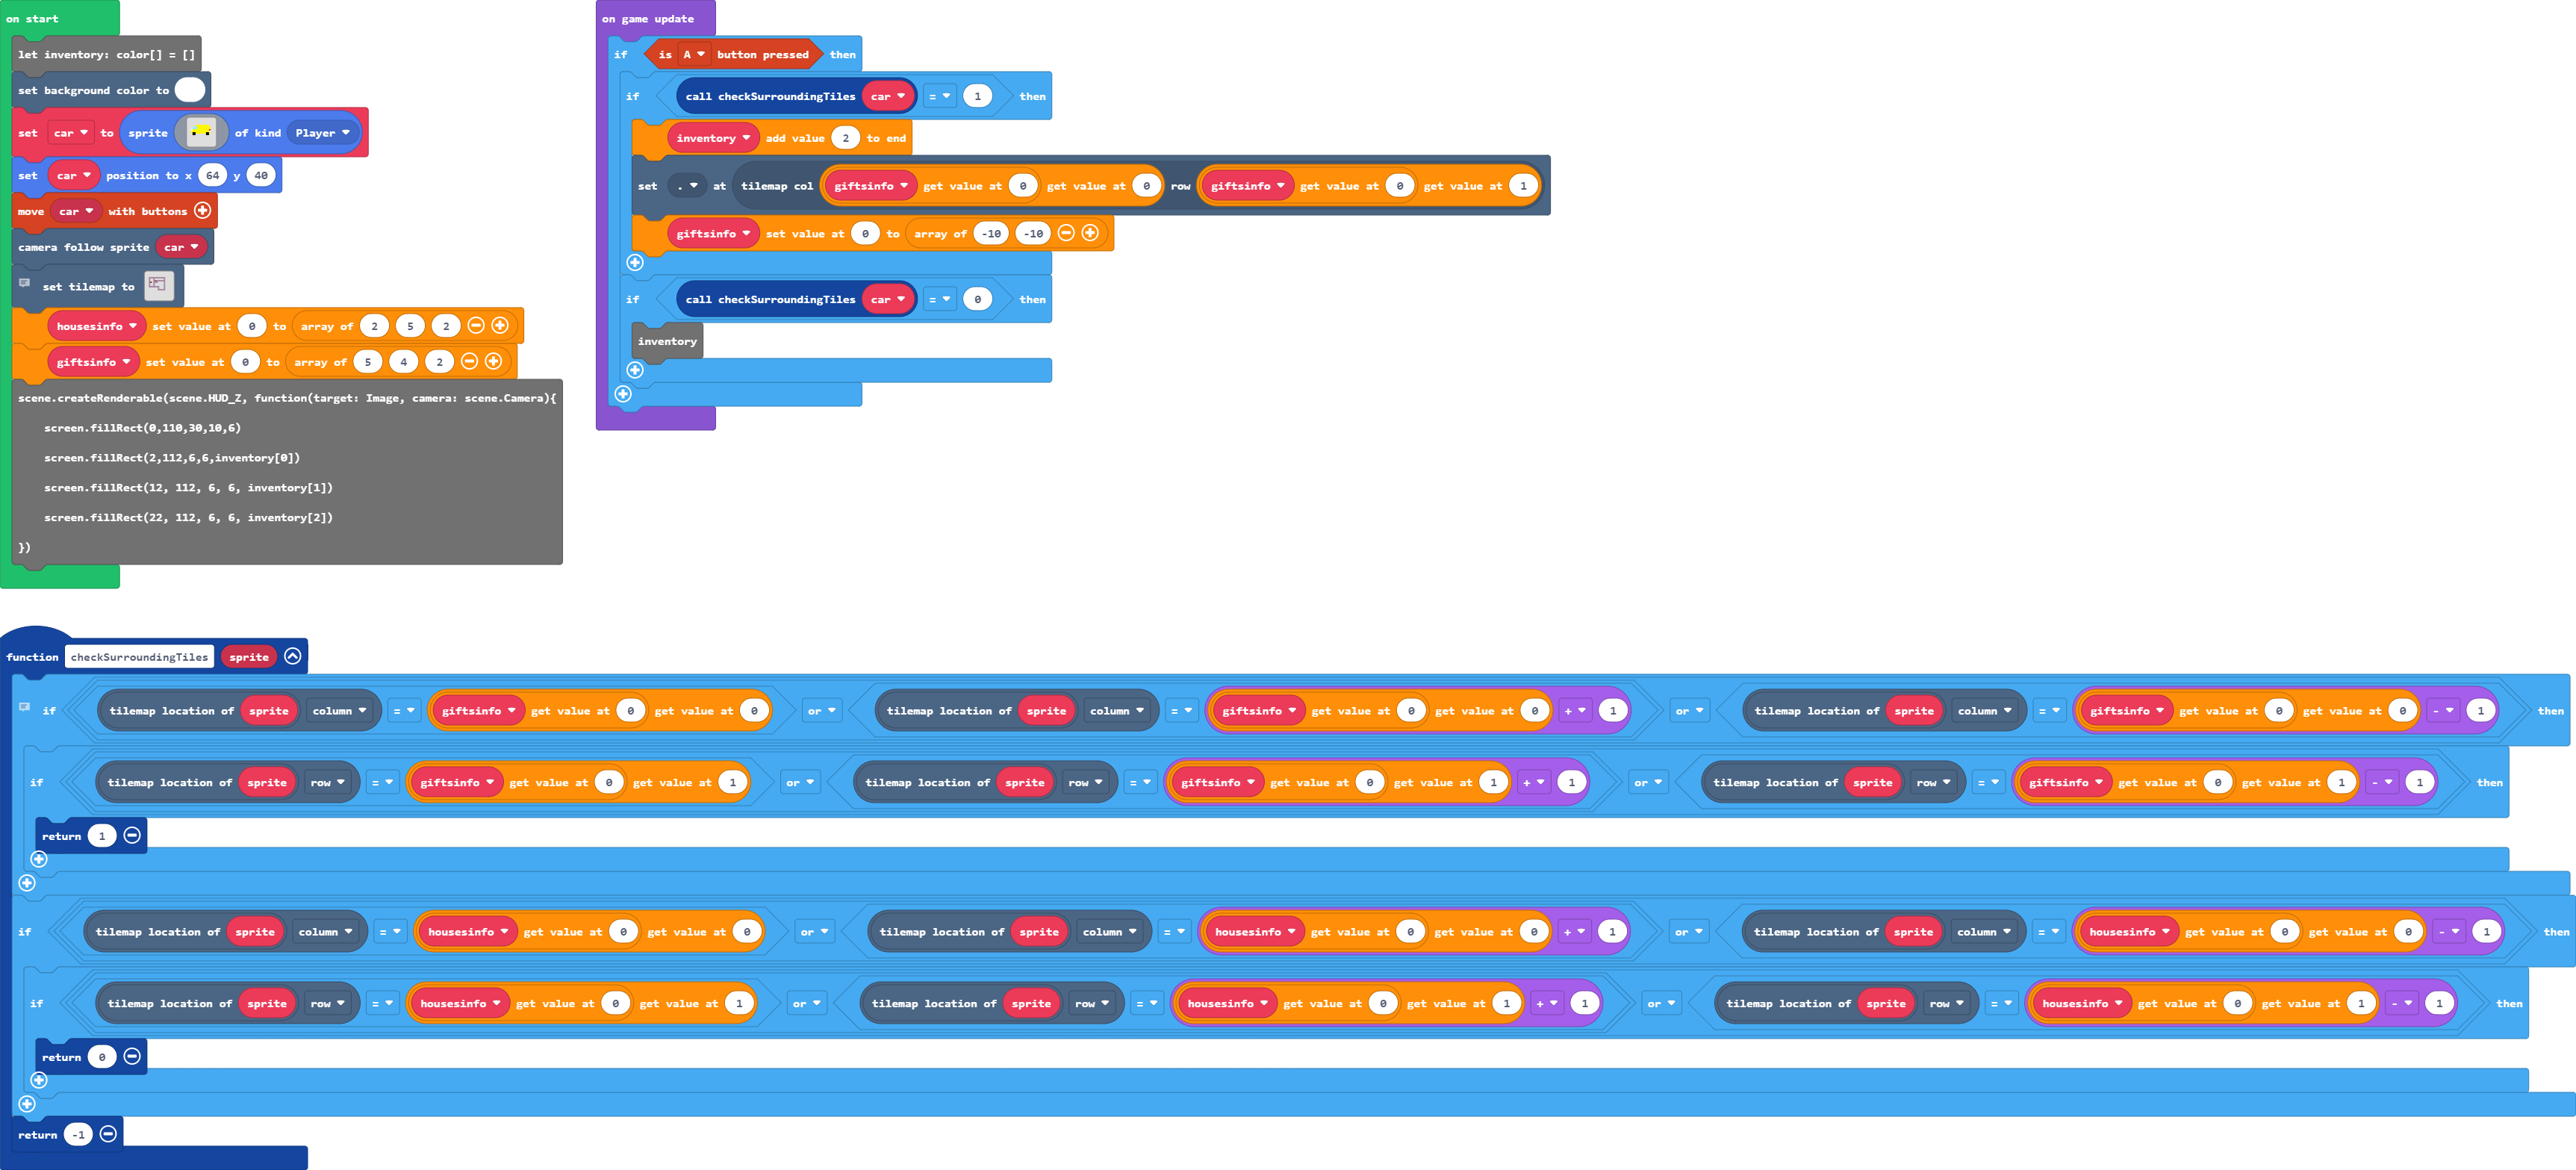 on start
let inventory: color[] = []
set background color to
set car to sprite of kind Player
set car position to x 64 y 40
move car with buttons
camera follow sprite car
set tilemap to
housesinfo set value at 0 to array of 2 5 2
giftsinfo set value at 0 to array of 5 4 2
scene.createRenderable(scene.HUD_Z, function(target: Image, camera: scene.Camera){
screen.fillRect(0,110,30,10,6)
screen.fillRect(2,112,6,6,inventory[0])
screen.fillRect(12, 112, 6, 6, inventory[1])
screen.fillRect(22, 112, 6, 6, inventory[2])
})
on game update
if is A button pressed then
if call checkSurroundingTiles car = 1 then
inventory add value 2 to end
set . at tilemap col giftsinfo get value at 0 get value at 0 row giftsinfo get value at 0 get value at 1
giftsinfo set value at 0 to array of -10 -10
if call checkSurroundingTiles car = 0 then
inventory
function checkSurroundingTiles sprite
if tilemap location of sprite column = giftsinfo get value at 0 get value at 0 or tilemap location of sprite column = giftsinfo get value at 0 get value at 0 + 1 or tilemap location of sprite column = giftsinfo get value at 0 get value at 0 - 1 then
if tilemap location of sprite row = giftsinfo get value at 0 get value at 1 or tilemap location of sprite row = giftsinfo get value at 0 get value at 1 + 1 or tilemap location of sprite row = giftsinfo get value at 0 get value at 1 - 1 then
return 1
if tilemap location of sprite column = housesinfo get value at 0 get value at 0 or tilemap location of sprite column = housesinfo get value at 0 get value at 0 + 1 or tilemap location of sprite column = housesinfo get value at 0 get value at 0 - 1 then
if tilemap location of sprite row = housesinfo get value at 0 get value at 1 or tilemap location of sprite row = housesinfo get value at 0 get value at 1 + 1 or tilemap location of sprite row = housesinfo get value at 0 get value at 1 - 1 then
return 0
return -1